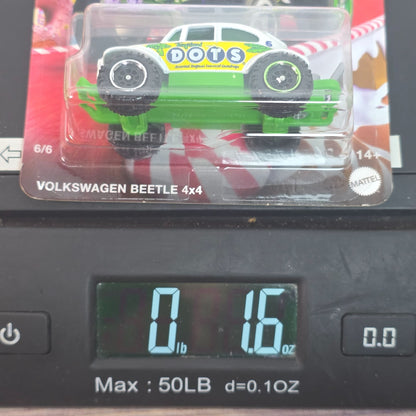 DOTS
6/6
14+
VOLKSWAGEN BEETLE 4x4
MATTEL
0 lb 1.6 oz
0.0
Max : 50LB d=0.1OZ